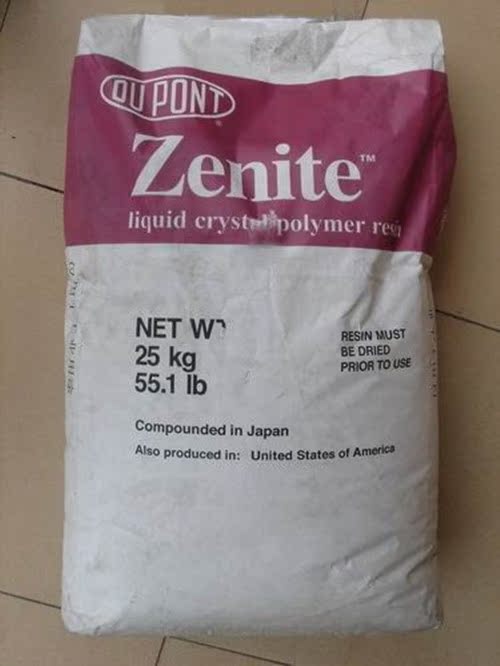 DU PONT
Zenite™
liquid crystal polymer resin
NET WT
25 kg
55.1 lb
RESIN MUST
BE DRIED
PRIOR TO USE
Compounded in Japan
Also produced in: United States of America